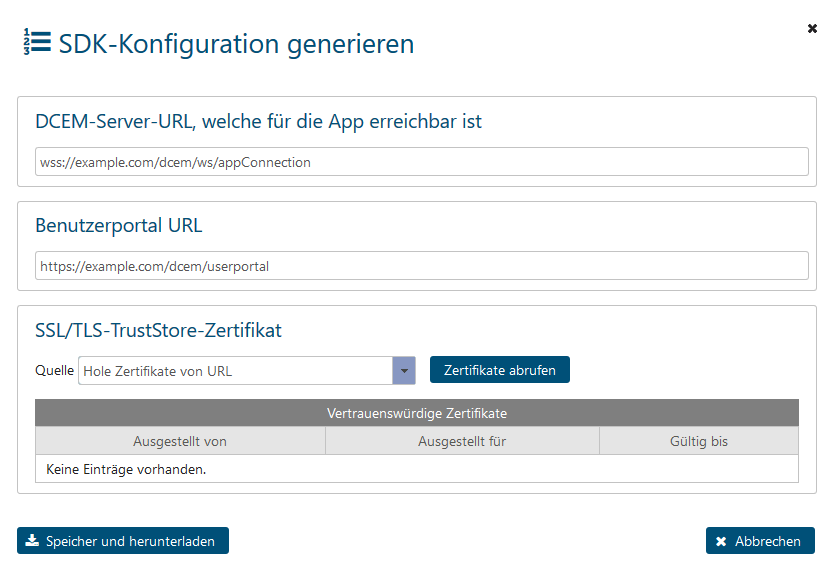 SDK-Konfiguration generieren
DCEM-Server-URL, welche für die App erreichbar ist
wss://example.com/dcem/ws/appConnection
Benutzerportal URL
https://example.com/dcem/userportal
SSL/TLS-TrustStore-Zertifikat
Quelle Hole Zertifikate von URL Zertifikate abrufen
Vertrauenswürdige Zertifikate
Ausgestellt von Ausgestellt für Gültig bis
Keine Einträge vorhanden.
Speicher und herunterladen Abbrechen